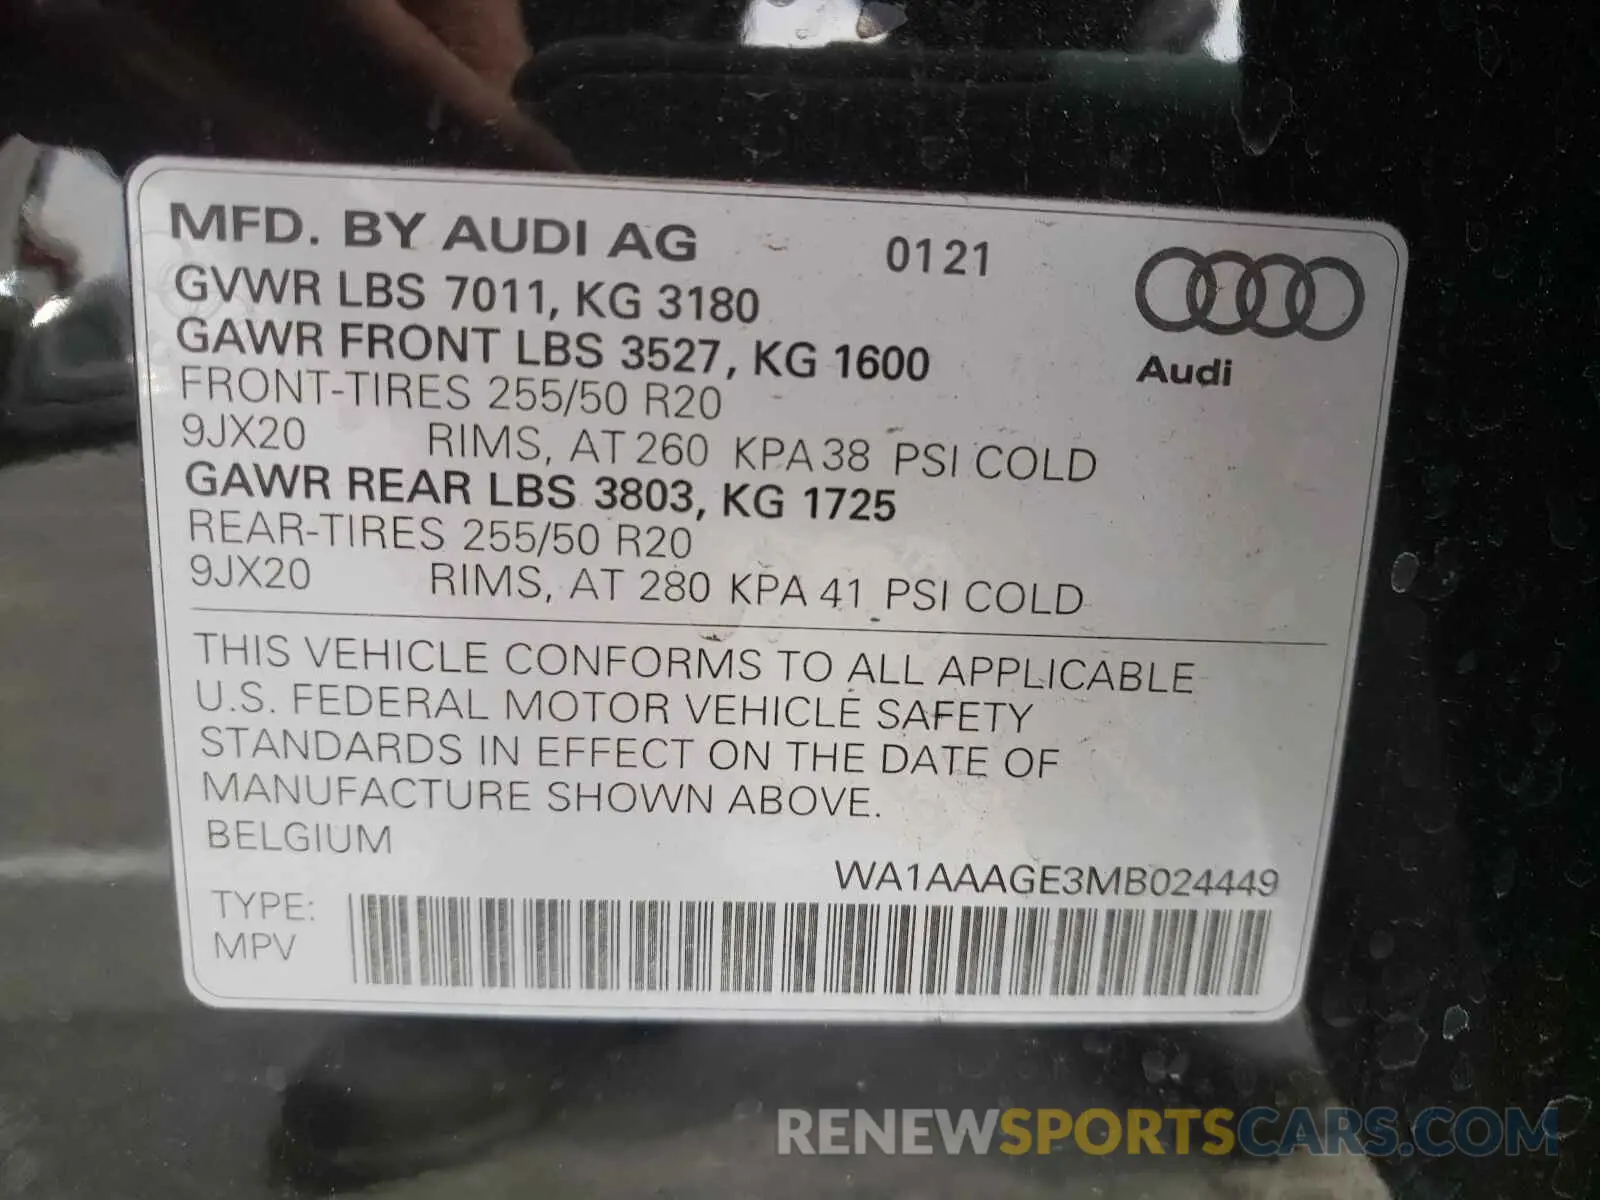 MFD. BY AUDI AG 0121
GVWR LBS 7011, KG 3180
GAWR FRONT LBS 3527, KG 1600
Audi
FRONT-TIRES 255/50 R20
9JX20 RIMS, AT 260 KPA 38 PSI COLD
GAWR REAR LBS 3803, KG 1725
REAR-TIRES 255/50 R20
9JX20 RIMS, AT 280 KPA 41 PSI COLD
THIS VEHICLE CONFORMS TO ALL APPLICABLE
U.S. FEDERAL MOTOR VEHICLE SAFETY
STANDARDS IN EFFECT ON THE DATE OF
MANUFACTURE SHOWN ABOVE.
BELGIUM
WA1AAAGE3MB024449
TYPE:
MPV
RENEWSPORTSCARS.COM